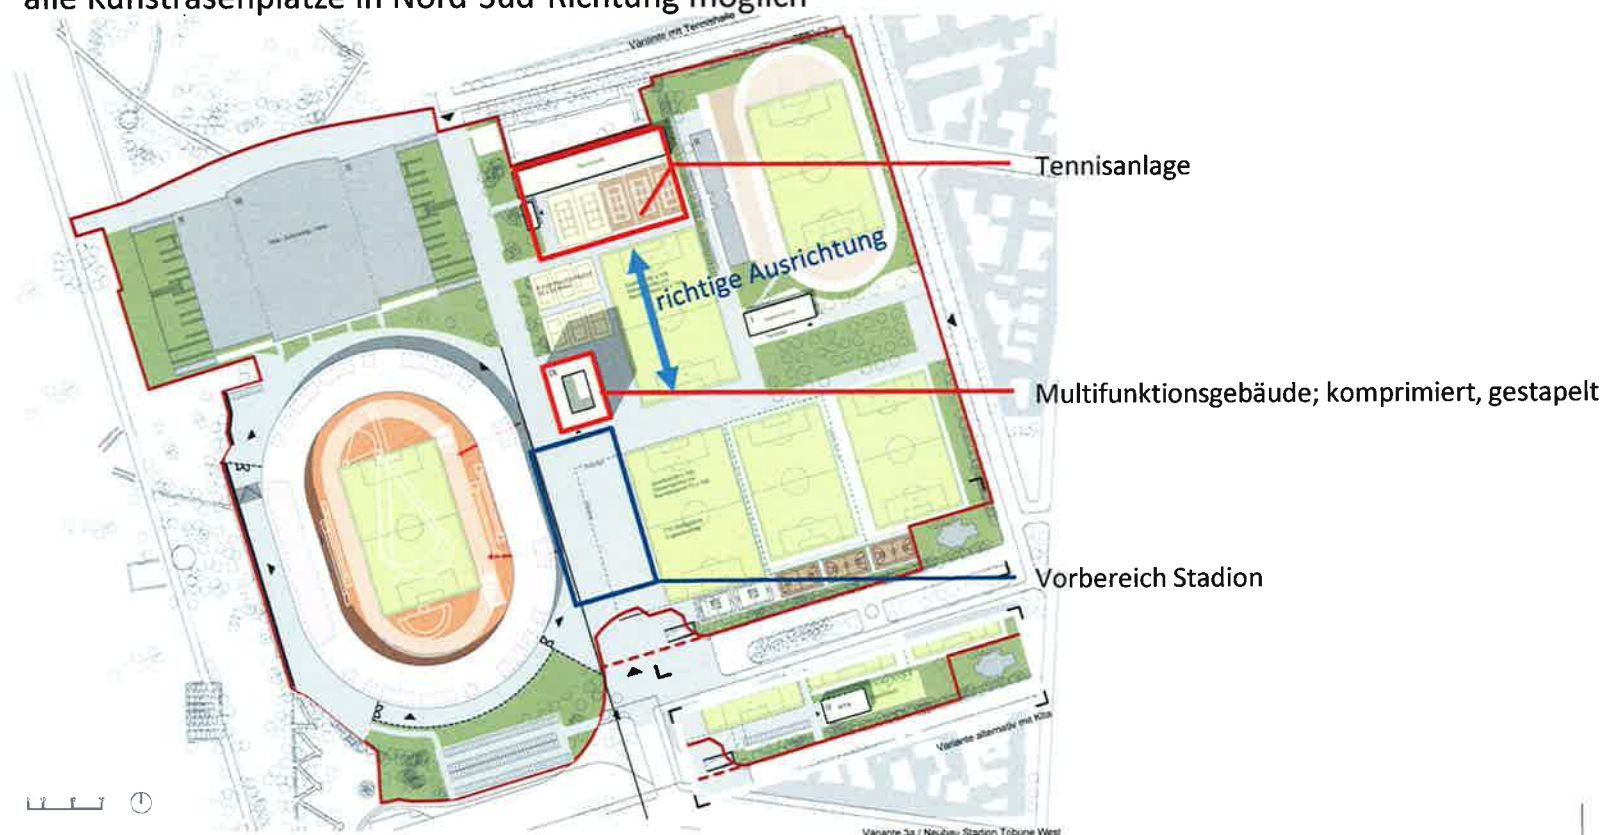 alle Kunstrasenplätze in Nord-Süd-Richtung möglich
Variante mit Tennishalle
Tennisanlage
richtige Ausrichtung
Multifunktionsgebäude; komprimiert, gestapelt
Vorbereich Stadion
Variante alternativ mit Kita
Variante 3a / Neubau Stadion Tribüne West